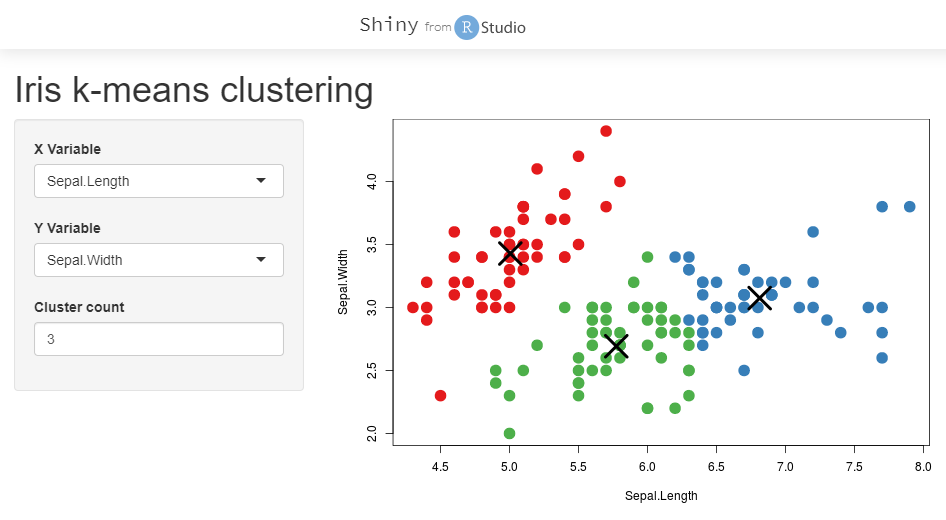 Shiny from R Studio
Iris k-means clustering
X Variable
Sepal.Length
Y Variable
Sepal.Width
Cluster count
3
Sepal.Width
4.0
3.5
3.0
2.5
2.0
4.5 5.0 5.5 6.0 6.5 7.0 7.5 8.0
Sepal.Length